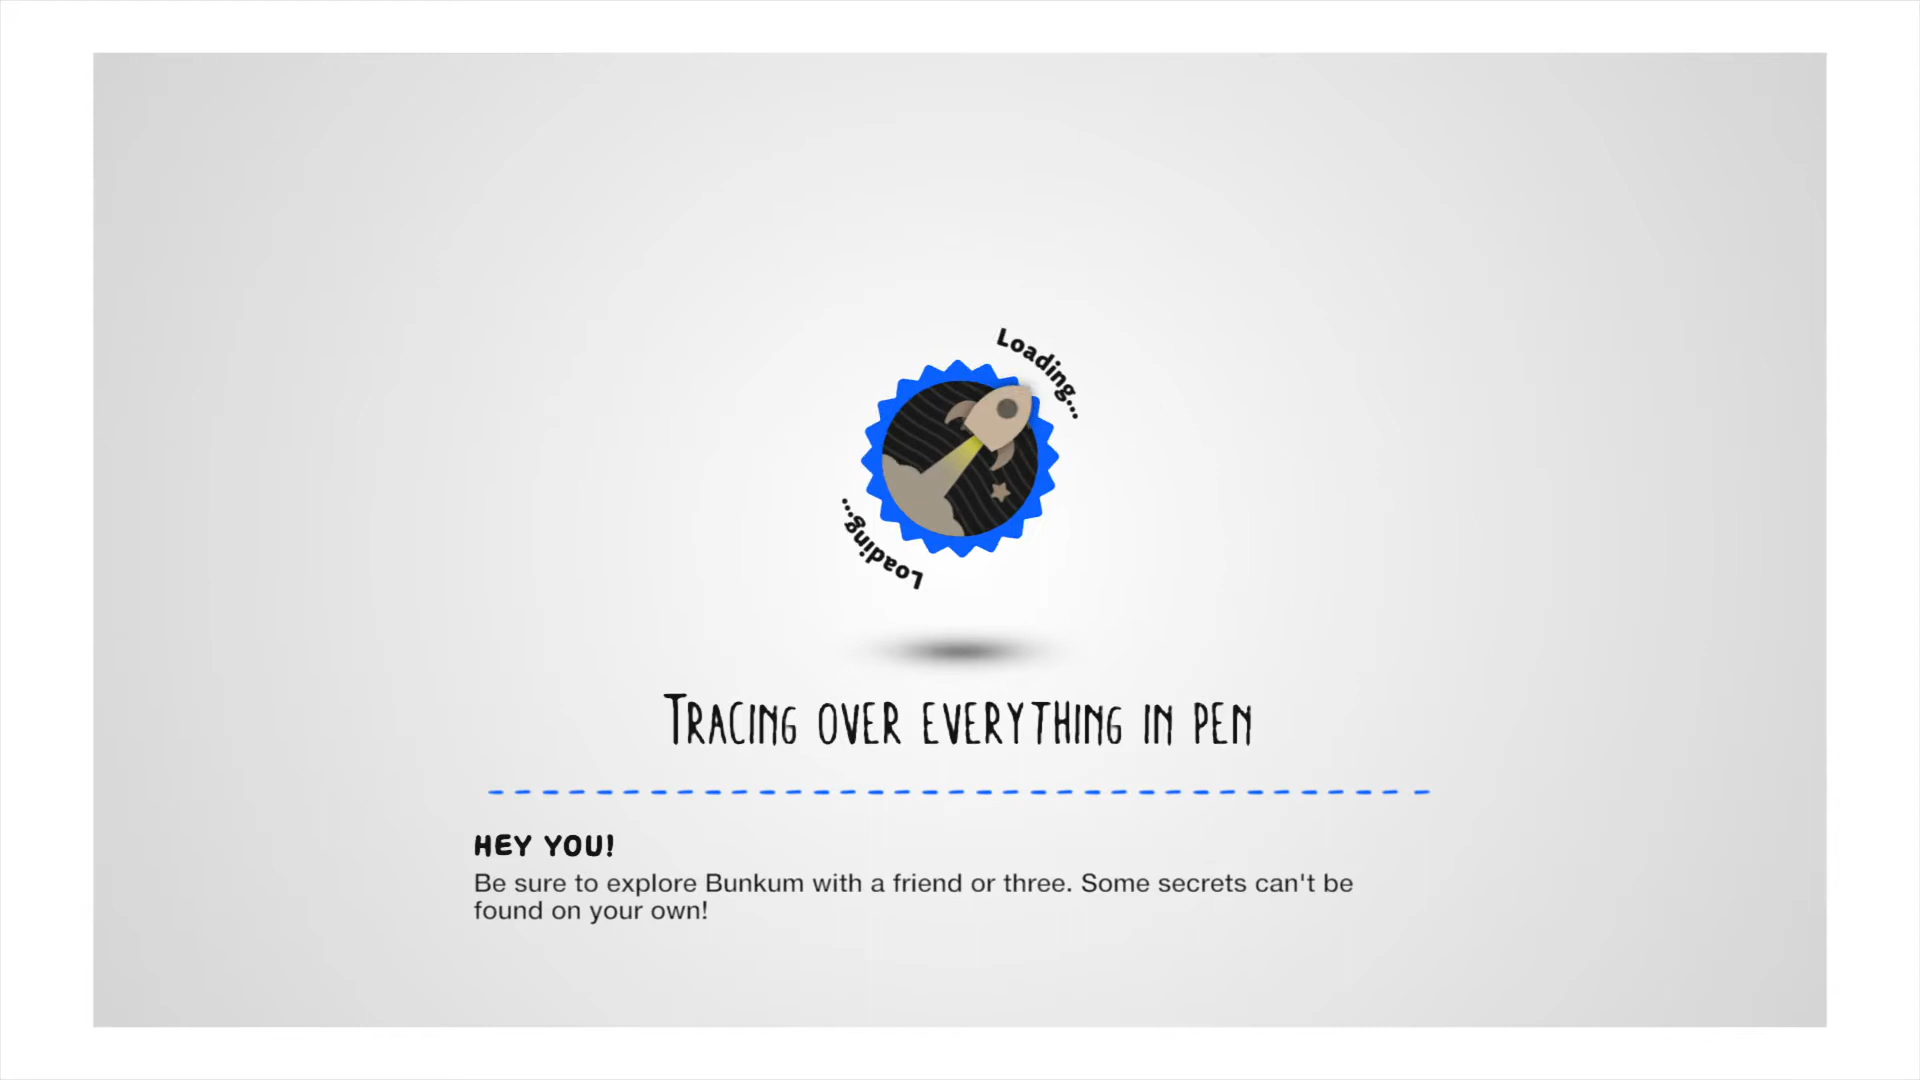 Loading...
Loading...
Tracing over everything in pen
HEY YOU!
Be sure to explore Bunkum with a friend or three. Some secrets can't be
found on your own!